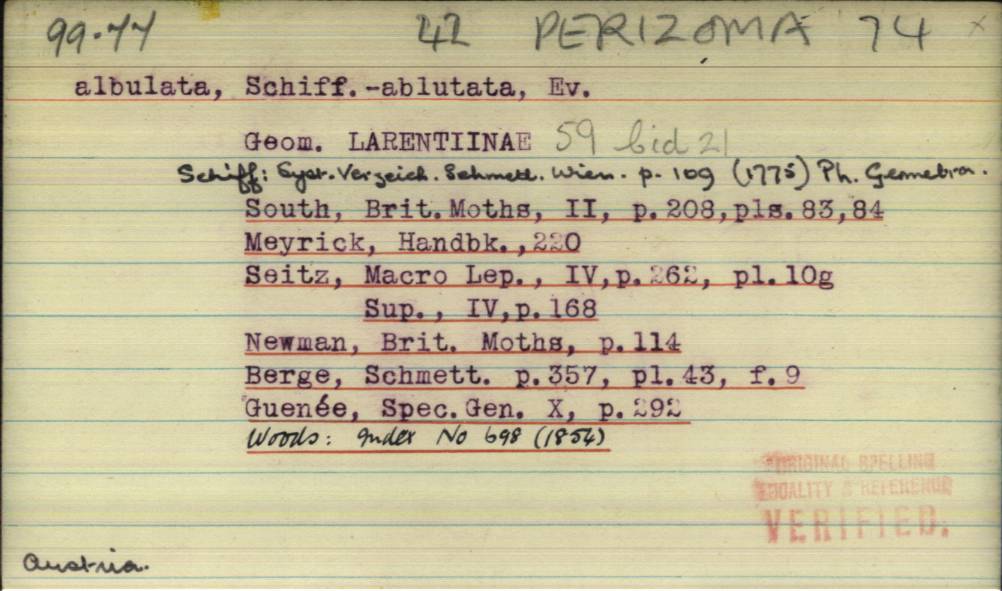 99.77 42 PERIZOMA 74 x
albulata, Schiff.-ablutata, Ev.
Geom. LARENTIINAE 59 bid 21
Schiff: Syst. Verzeich. Schmett. Wien. p. 109 (1775) Ph. Geometra.
South, Brit. Moths, II, p.208,pls.83,84
Meyrick, Handbk.,220
Seitz, Macro Lep., IV,p.262, pl.10g
Sup., IV,p.168
Newman, Brit. Moths, p.114
Berge, Schmett. p.357, pl.43, f.9
Guenée, Spec.Gen. X, p.292
Woods: Index No 698 (1854)
ORIGINAL SPELLING
LOCALITY & REFERENCE
VERIFIED.
Austria.